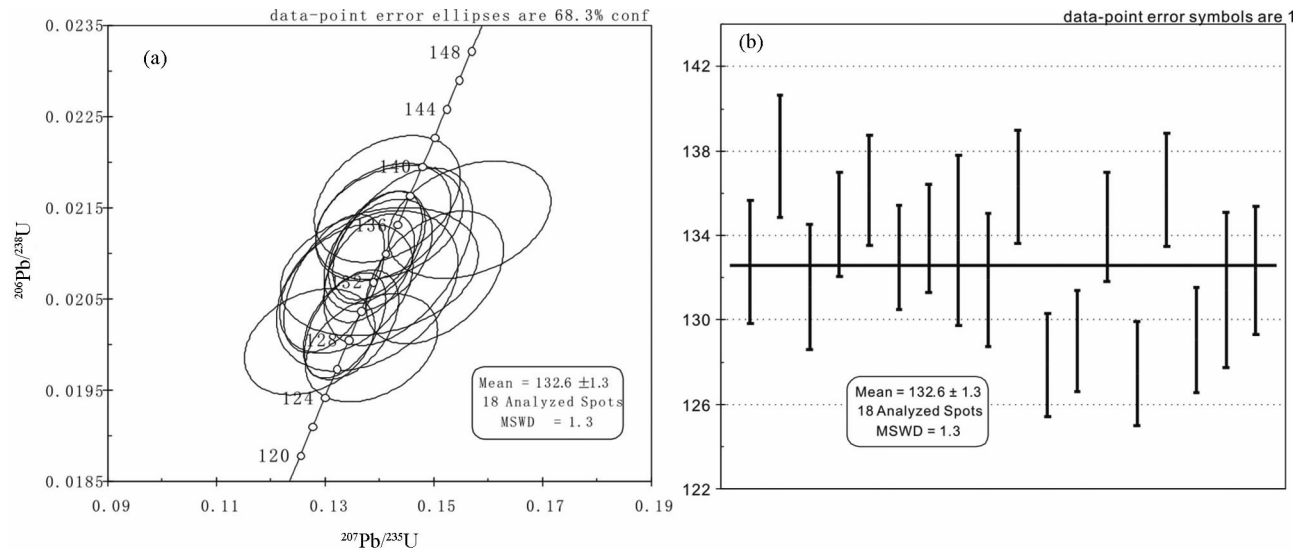 data-point error ellipses are 68.3% conf
(a)
0.0235
0.0225
0.0215
0.0205
0.0195
0.0185
²⁰⁶Pb/²³⁸U
148
144
140
136
32
128
124
120
Mean = 132.6 ±1.3
18 Analyzed Spots
MSWD = 1.3
0.09
0.11
0.13
0.15
0.17
0.19
²⁰⁷Pb/²³⁵U
data-point error symbols are 1
(b)
142
138
134
130
126
122
Mean = 132.6 ± 1.3
18 Analyzed Spots
MSWD = 1.3